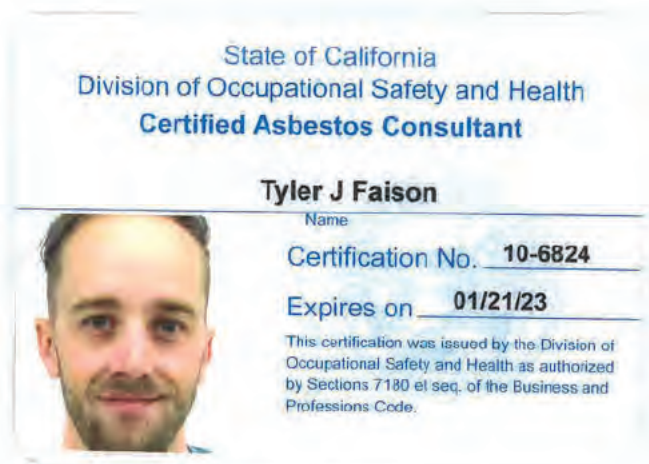 State of California
Division of Occupational Safety and Health
Certified Asbestos Consultant
Tyler J Faison
Name
Certification No. 10-6824
Expires on 01/21/23
This certification was issued by the Division of
Occupational Safety and Health as authorized
by Sections 7180 et seq. of the Business and
Professions Code.